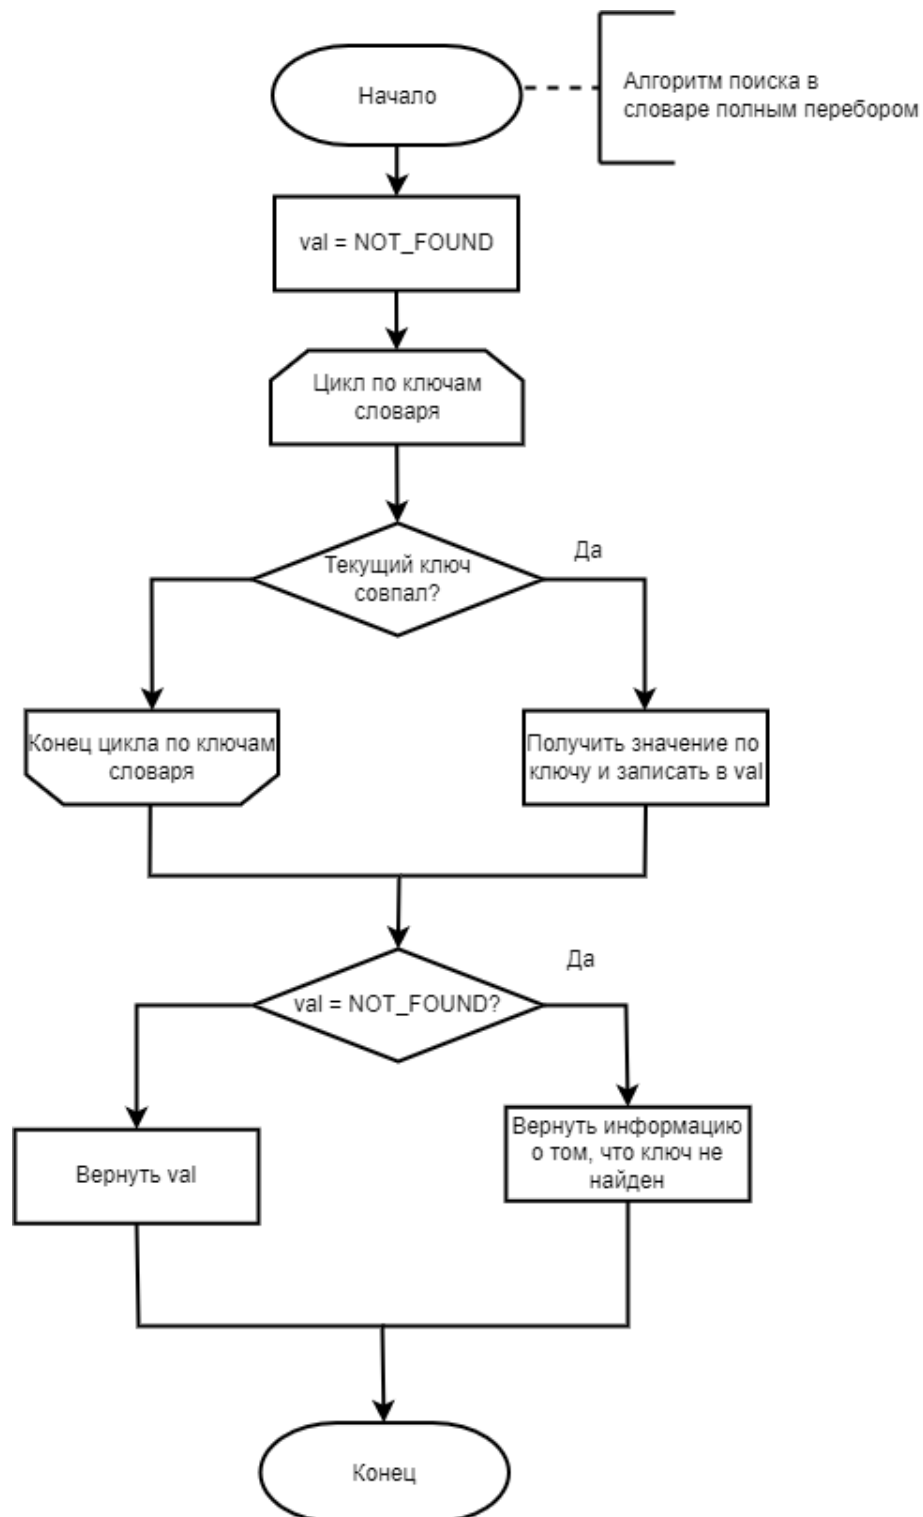 Начало
Алгоритм поиска в
словаре полным перебором
val = NOT_FOUND
Цикл по ключам
словаря
Текущий ключ
совпал?
Да
Конец цикла по ключам
словаря
Получить значение по
ключу и записать в val
val = NOT_FOUND?
Да
Вернуть val
Вернуть информацию
о том, что ключ не
найден
Конец